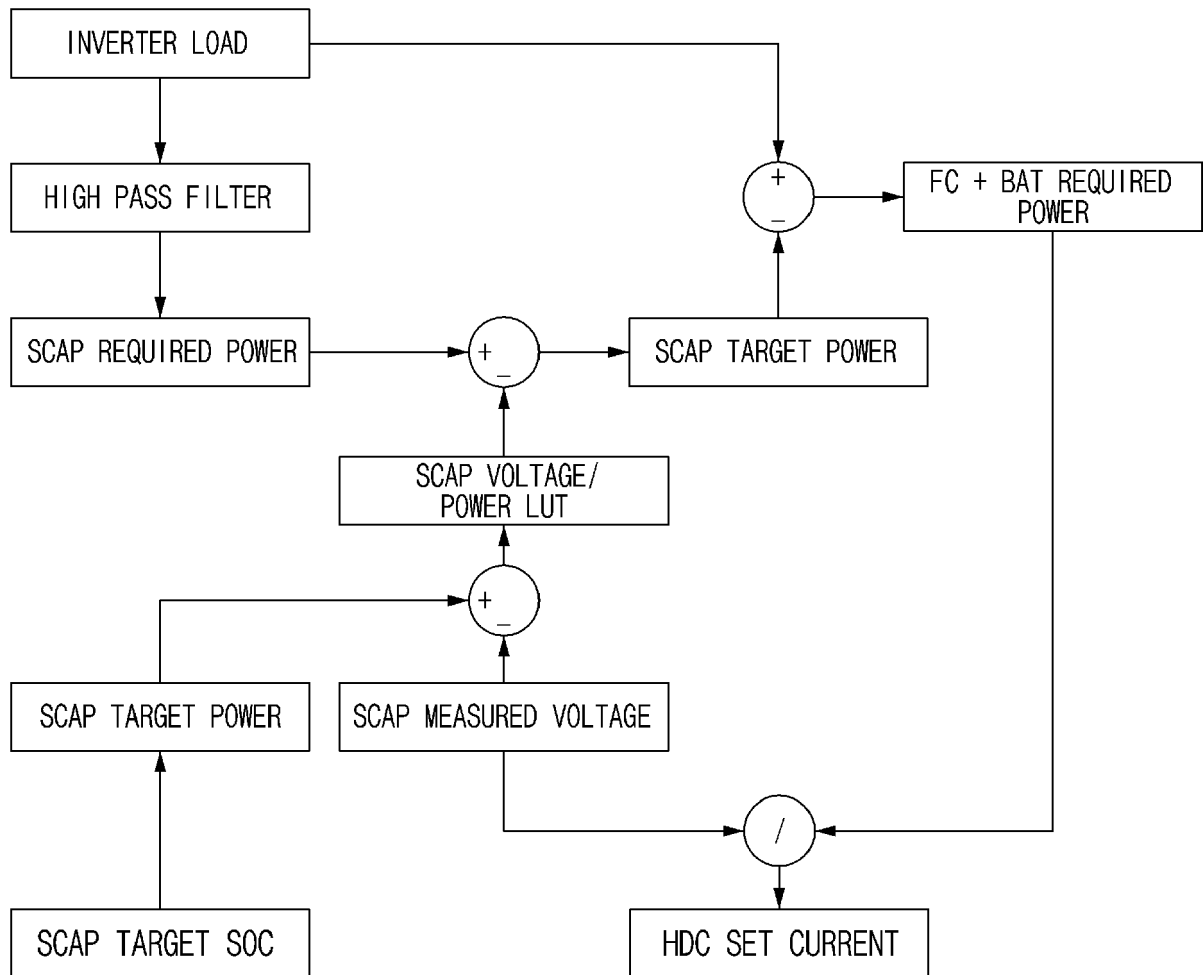 INVERTER LOAD
HIGH PASS FILTER
+
−
FC + BAT REQUIRED
POWER
SCAP REQUIRED POWER
+
−
SCAP TARGET POWER
SCAP VOLTAGE/
POWER LUT
+
−
SCAP TARGET POWER
SCAP MEASURED VOLTAGE
/
SCAP TARGET SOC
HDC SET CURRENT